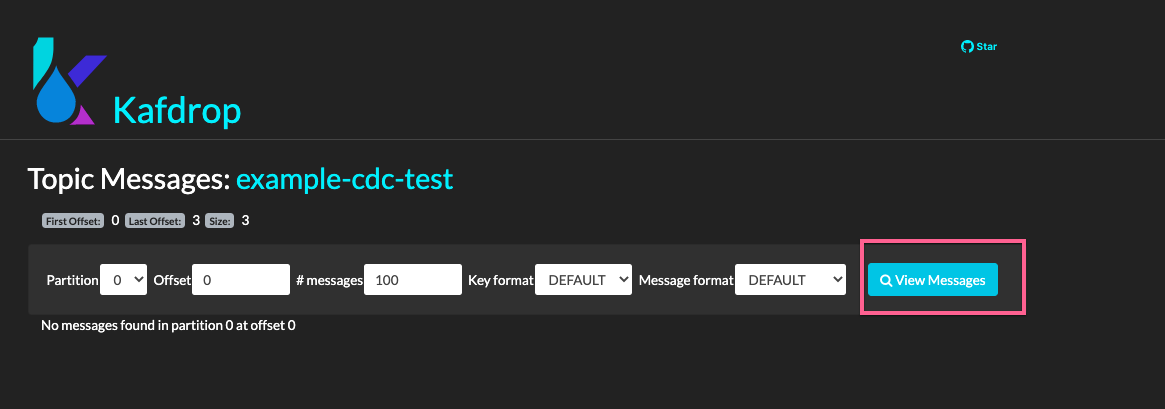 Star
Kafdrop
Topic Messages: example-cdc-test
First Offset: 0 Last Offset: 3 Size: 3
Partition 0 Offset 0 # messages 100 Key format DEFAULT Message format DEFAULT View Messages
No messages found in partition 0 at offset 0